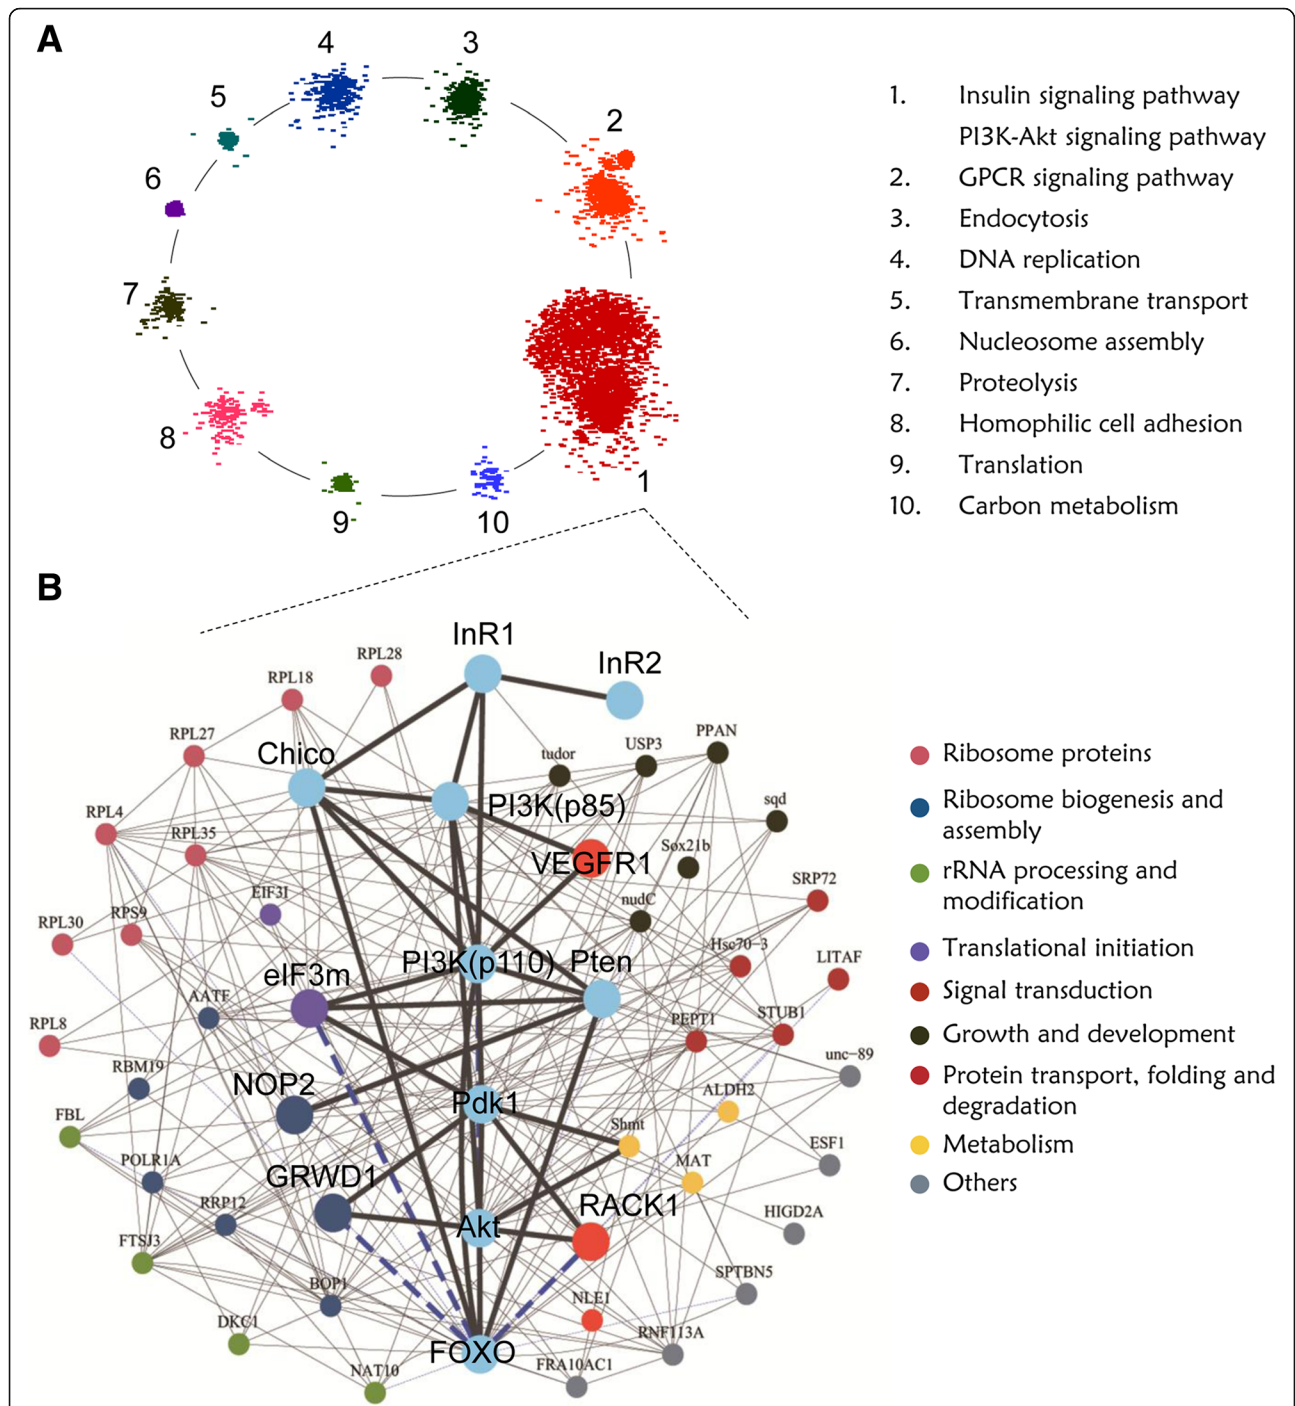 A
4
3
5
2
6
7
8
9
10
1
1. Insulin signaling pathway
PI3K-Akt signaling pathway
2. GPCR signaling pathway
3. Endocytosis
4. DNA replication
5. Transmembrane transport
6. Nucleosome assembly
7. Proteolysis
8. Homophilic cell adhesion
9. Translation
10. Carbon metabolism
B
InR1
InR2
RPL28
RPL18
RPL27
Chico
tudor
USP3
PPAN
RPL4
RPL35
PI3K(p85)
sqd
VEGFR1
Sox21b
EIF3I
nudC
SRP72
RPL30
RPS9
PI3K(p110)
Pten
Hsc70-3
LITAF
eIF3m
AATF
RPL8
PEPT1
STUB1
unc-89
RBM19
NOP2
Pdk1
ALDH2
FBL
Shmt
POLR1A
GRWD1
MAT
ESF1
RRP12
Akt
RACK1
HIGD2A
FTSJ3
BOP1
SPTBN5
DKC1
NLE1
RNF113A
FOXO
NAT10
FRA10AC1
Ribosome proteins
Ribosome biogenesis and
assembly
rRNA processing and
modification
Translational initiation
Signal transduction
Growth and development
Protein transport, folding and
degradation
Metabolism
Others